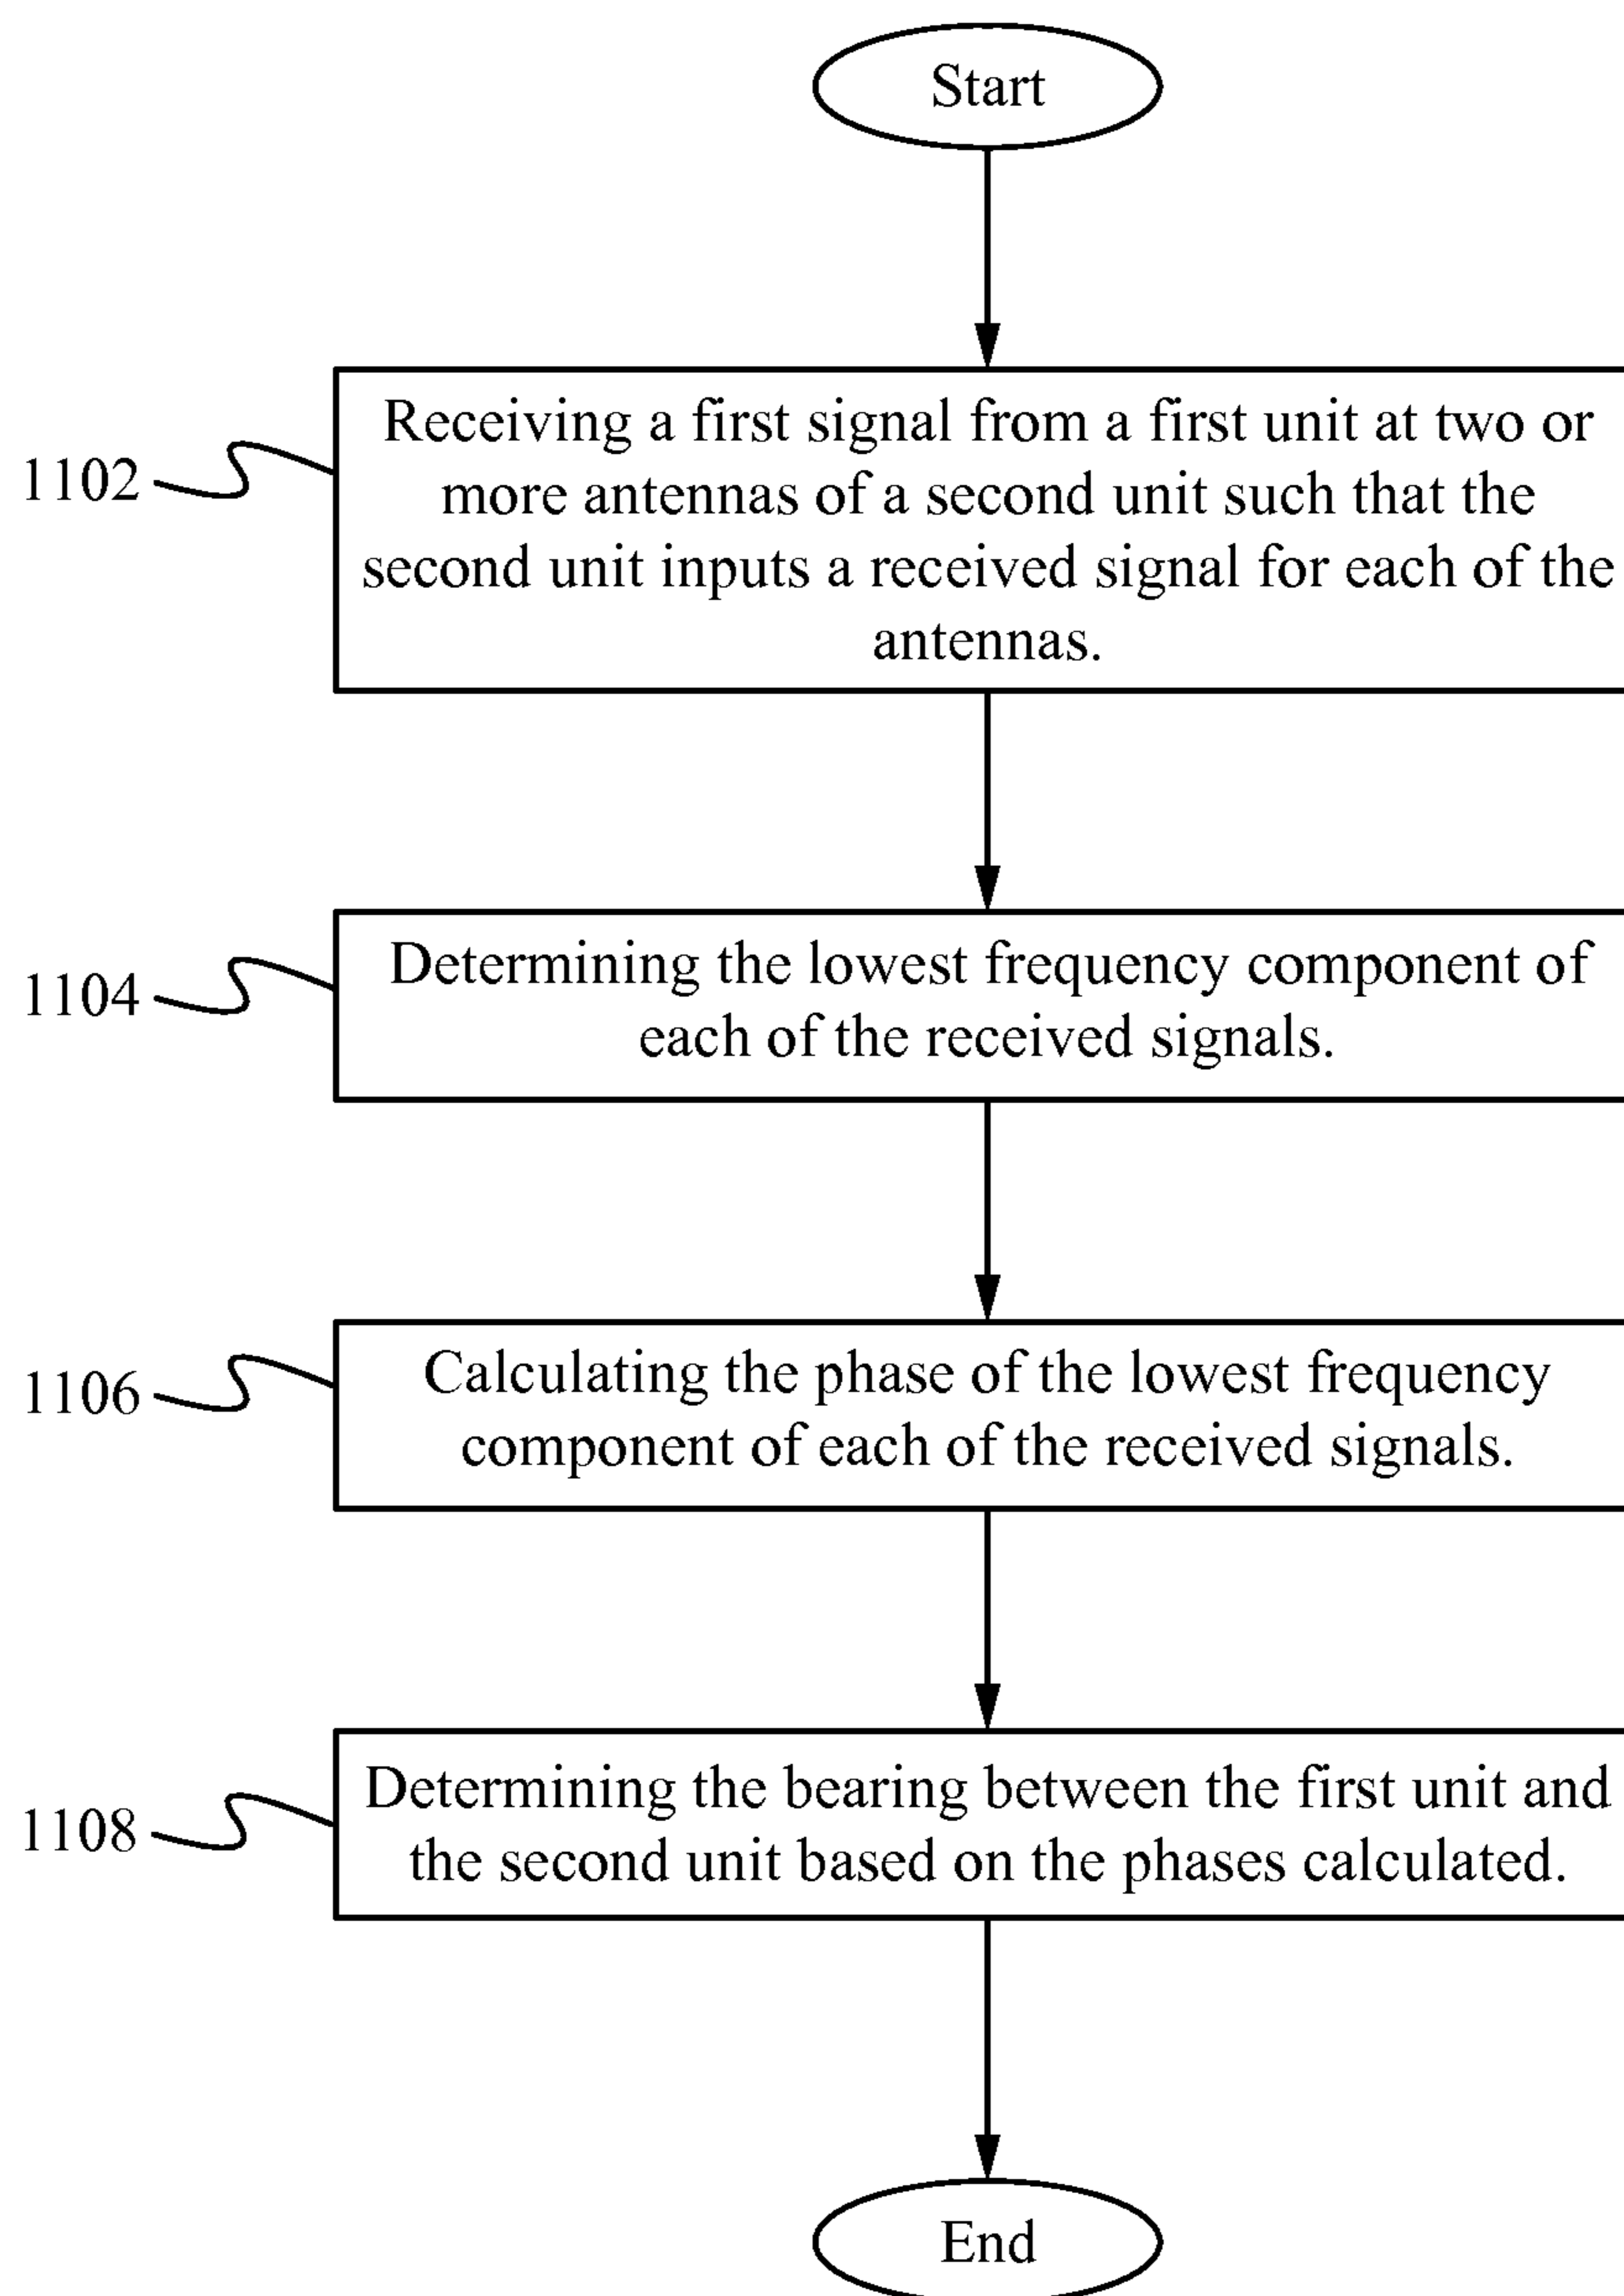 Start
1102
Receiving a first signal from a first unit at two or
more antennas of a second unit such that the
second unit inputs a received signal for each of the
antennas.
1104
Determining the lowest frequency component of
each of the received signals.
1106
Calculating the phase of the lowest frequency
component of each of the received signals.
1108
Determining the bearing between the first unit and
the second unit based on the phases calculated.
End